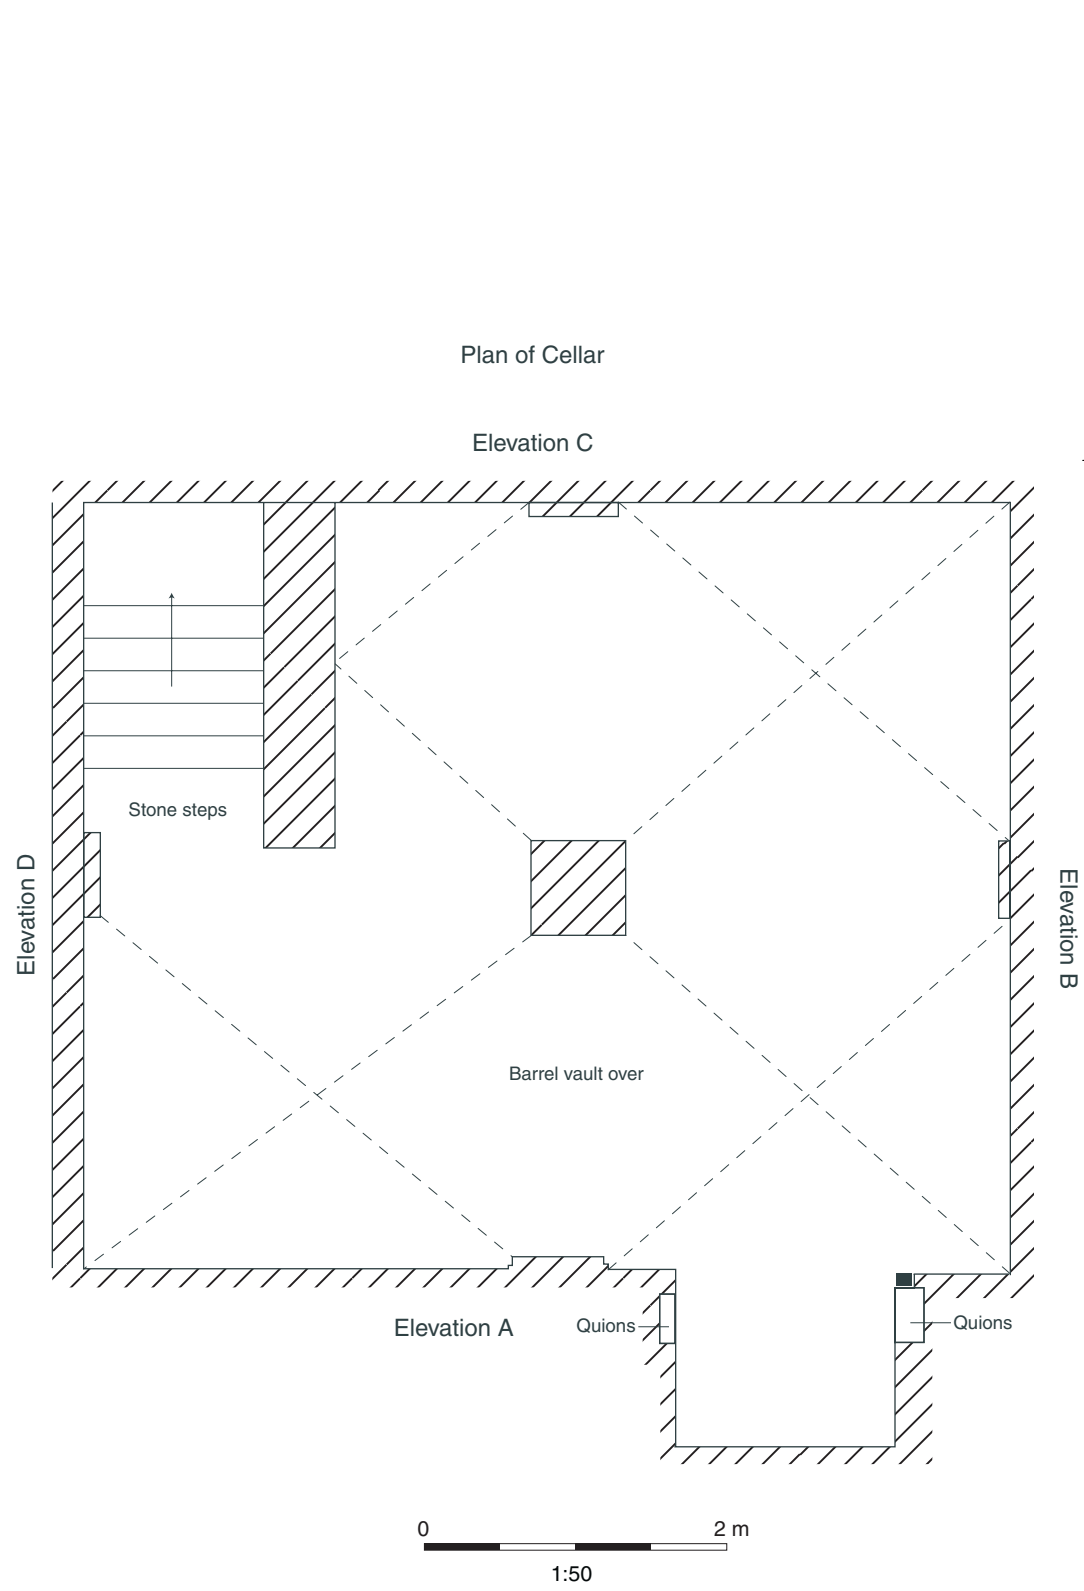 Plan of Cellar
Elevation C
Stone steps
Elevation D
Elevation B
Barrel vault over
Elevation A
Quions
Quions
0 2 m
1:50